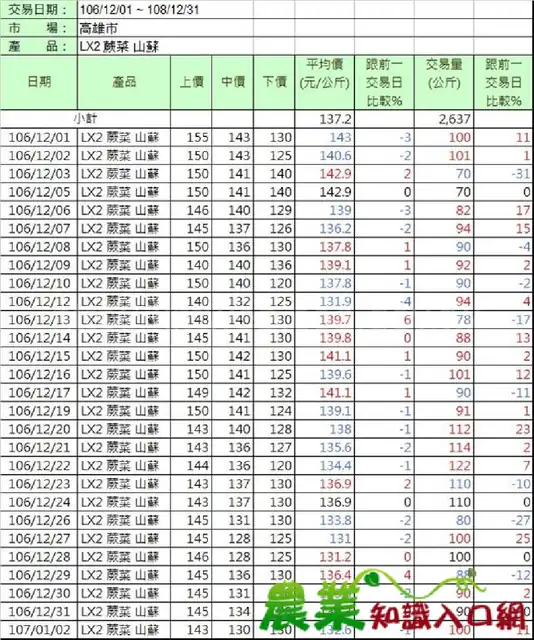 交易日期： 106/12/01 ~ 108/12/31
市 場： 高雄市
產 品： LX2 蕨菜 山蘇
日期 產品 上價 中價 下價 平均價 (元/公斤) 跟前一交易日比較% 交易量 (公斤) 跟前一交易日比較%
小計 137.2 2,637
106/12/01 LX2 蕨菜 山蘇 155 143 130 143 -3 100 11
106/12/02 LX2 蕨菜 山蘇 150 143 125 140.6 -2 101 1
106/12/03 LX2 蕨菜 山蘇 150 141 140 142.9 2 70 -31
106/12/05 LX2 蕨菜 山蘇 150 141 140 142.9 0 70 0
106/12/06 LX2 蕨菜 山蘇 146 140 129 139 -3 82 17
106/12/07 LX2 蕨菜 山蘇 145 137 126 136.2 -2 94 15
106/12/08 LX2 蕨菜 山蘇 150 136 130 137.8 1 90 -4
106/12/09 LX2 蕨菜 山蘇 140 140 136 139.1 1 92 2
106/12/10 LX2 蕨菜 山蘇 150 140 120 137.8 -1 90 -2
106/12/12 LX2 蕨菜 山蘇 140 132 125 131.9 -4 94 4
106/12/13 LX2 蕨菜 山蘇 148 140 130 139.7 6 78 -17
106/12/14 LX2 蕨菜 山蘇 145 141 130 139.8 0 88 13
106/12/15 LX2 蕨菜 山蘇 150 142 130 141.1 1 90 2
106/12/16 LX2 蕨菜 山蘇 150 141 125 139.6 -1 101 12
106/12/17 LX2 蕨菜 山蘇 149 142 132 141.1 1 90 -11
106/12/19 LX2 蕨菜 山蘇 150 141 124 139.1 -1 91 1
106/12/20 LX2 蕨菜 山蘇 143 140 128 138 -1 112 23
106/12/21 LX2 蕨菜 山蘇 143 136 127 135.6 -2 114 2
106/12/22 LX2 蕨菜 山蘇 144 136 120 134.4 -1 122 7
106/12/23 LX2 蕨菜 山蘇 143 137 130 136.9 2 110 -10
106/12/24 LX2 蕨菜 山蘇 143 137 130 136.9 0 110 0
106/12/26 LX2 蕨菜 山蘇 145 131 130 133.8 -2 80 -27
106/12/27 LX2 蕨菜 山蘇 145 128 125 131 -2 100 25
106/12/28 LX2 蕨菜 山蘇 146 128 125 131.2 0 100 0
106/12/29 LX2 蕨菜 山蘇 145 136 130 136.4 4 88 -12
106/12/30 LX2 蕨菜 山蘇 145 131 -2 90 2
106/12/31 LX2 蕨菜 山蘇 145 134 90 0
107/01/02 LX2 蕨菜 山蘇 143 130 130 132.6 -1 100 11
農業知識入口網